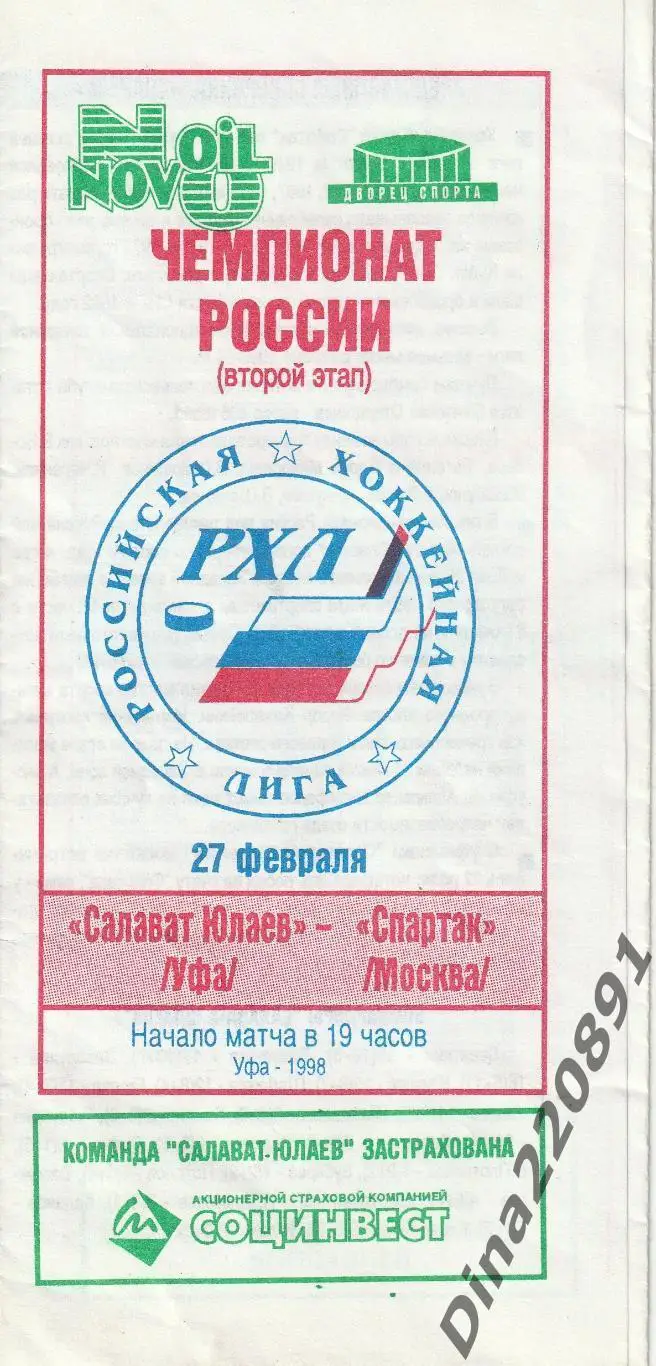 NOVOIL
NU
ДВОРЕЦ СПОРТА
ЧЕМПИОНАТ
РОССИИ
(второй этап)
РОССИЙСКАЯ ХОККЕЙНАЯ
РХЛ
ЛИГА
27 февраля
«Салават Юлаев» – «Спартак»
/Уфа/ /Москва/
Начало матча в 19 часов
Уфа - 1998
КОМАНДА "САЛАВАТ.ЮЛАЕВ" ЗАСТРАХОВАНА
АКЦИОНЕРНОЙ СТРАХОВОЙ КОМПАНИЕЙ
СОЦИНВЕСТ
Dina220891